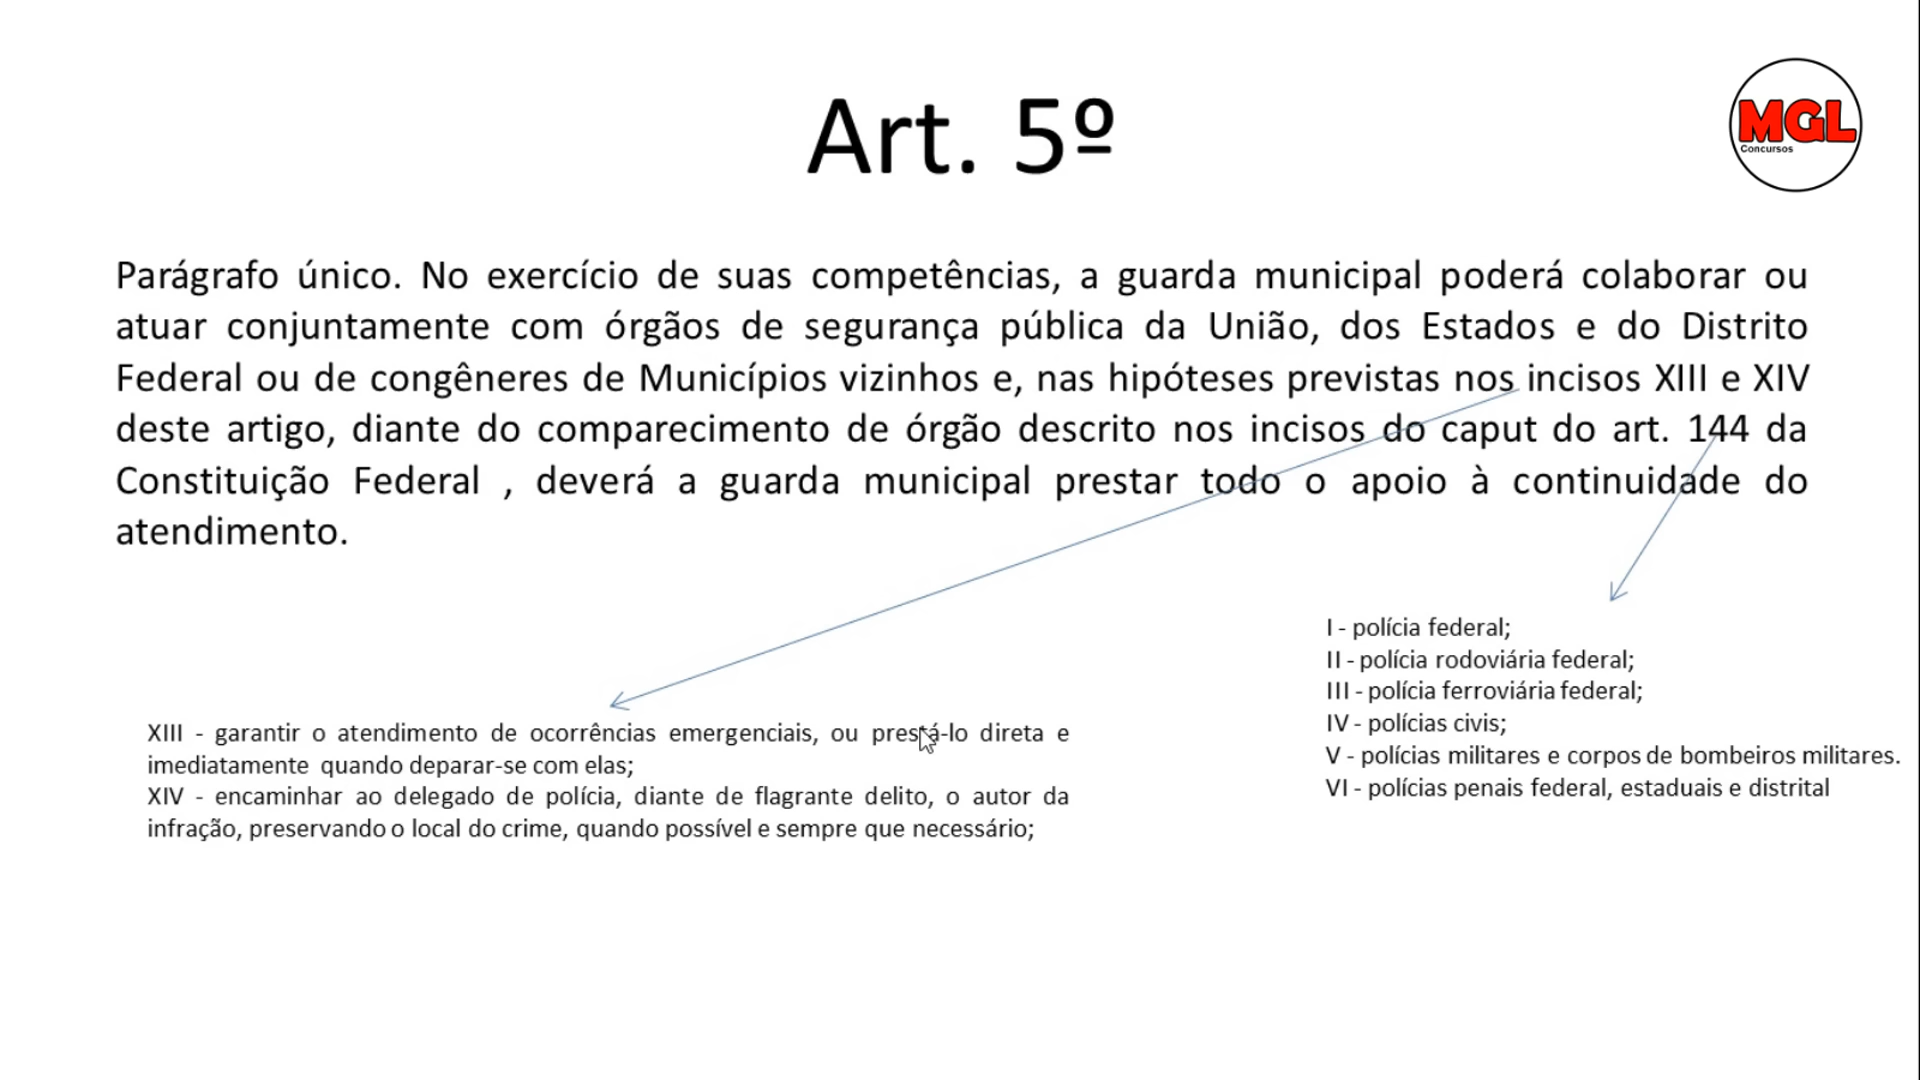 Art. 5º
MGL
Concursos
Parágrafo único. No exercício de suas competências, a guarda municipal poderá colaborar ou
atuar conjuntamente com órgãos de segurança pública da União, dos Estados e do Distrito
Federal ou de congêneres de Municípios vizinhos e, nas hipóteses previstas nos incisos XIII e XIV
deste artigo, diante do comparecimento de órgão descrito nos incisos do caput do art. 144 da
Constituição Federal , deverá a guarda municipal prestar todo o apoio à continuidade do
atendimento.
XIII - garantir o atendimento de ocorrências emergenciais, ou prestá-lo direta e
imediatamente quando deparar-se com elas;
XIV - encaminhar ao delegado de polícia, diante de flagrante delito, o autor da
infração, preservando o local do crime, quando possível e sempre que necessário;
I - polícia federal;
II - polícia rodoviária federal;
III - polícia ferroviária federal;
IV - polícias civis;
V - polícias militares e corpos de bombeiros militares.
VI - polícias penais federal, estaduais e distrital